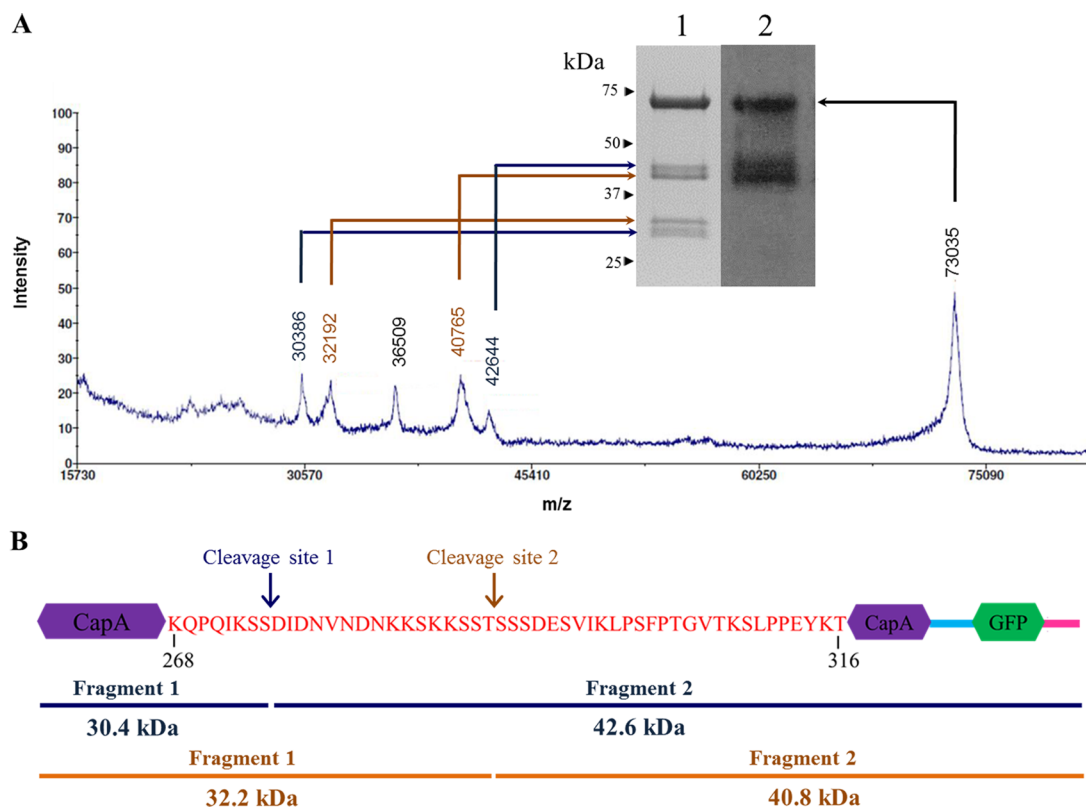 A
1 2
kDa
75
50
37
25
100
90
80
70
60
50
40
30
20
10
0
Intensity
30386
32192
36509
40765
42644
73035
15730 30570 45410 60250 75090
m/z
B
Cleavage site 1 Cleavage site 2
CapA KQPQIKSSDIDNVNDNKKSKKSSTSSSDESVIKLPSFPTGVTKSLPPEYKT CapA GFP
268 316
Fragment 1 Fragment 2
30.4 kDa 42.6 kDa
Fragment 1 Fragment 2
32.2 kDa 40.8 kDa